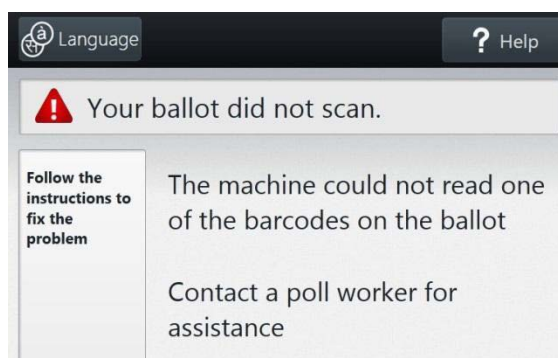 Language
? Help
Your ballot did not scan.
Follow the
instructions to
fix the
problem
The machine could not read one
of the barcodes on the ballot
Contact a poll worker for
assistance